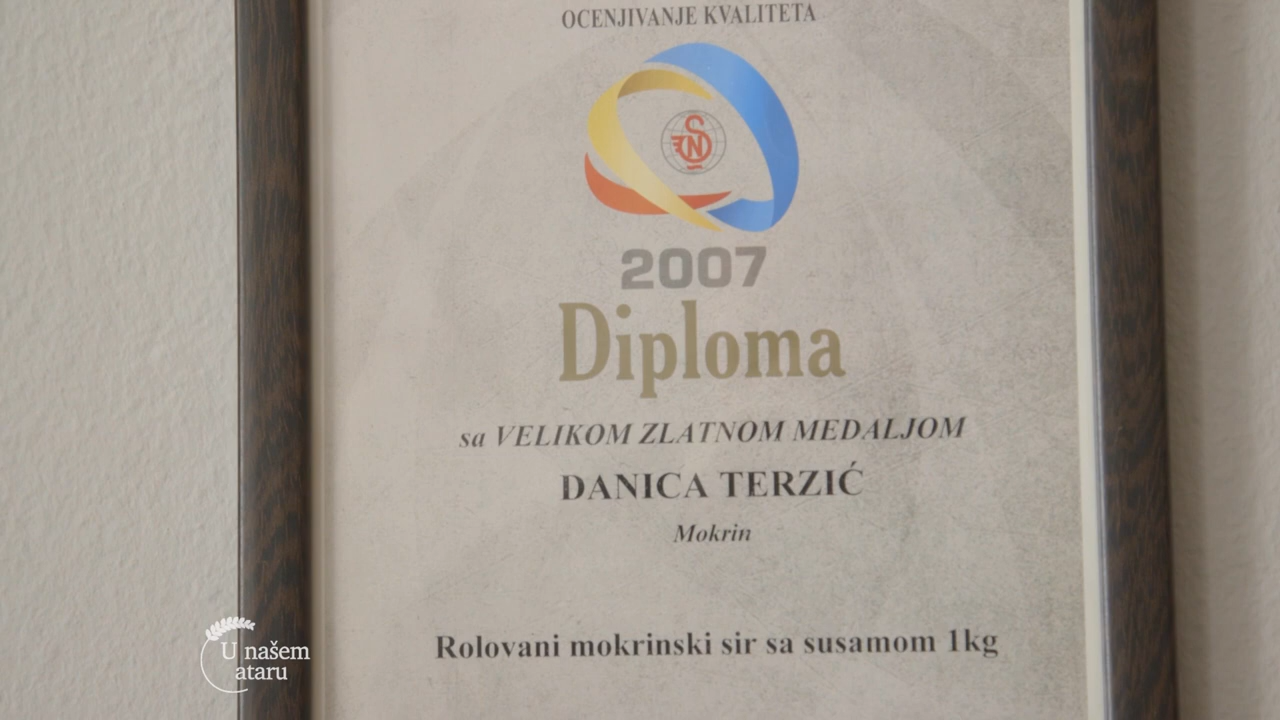 OCENJIVANJE KVALITETA
2007
Diploma
sa VELIKOM ZLATNOM MEDALJOM
DANICA TERZIĆ
Mokrin
Rolovani mokrinski sir sa susamom 1kg
U našem
ataru